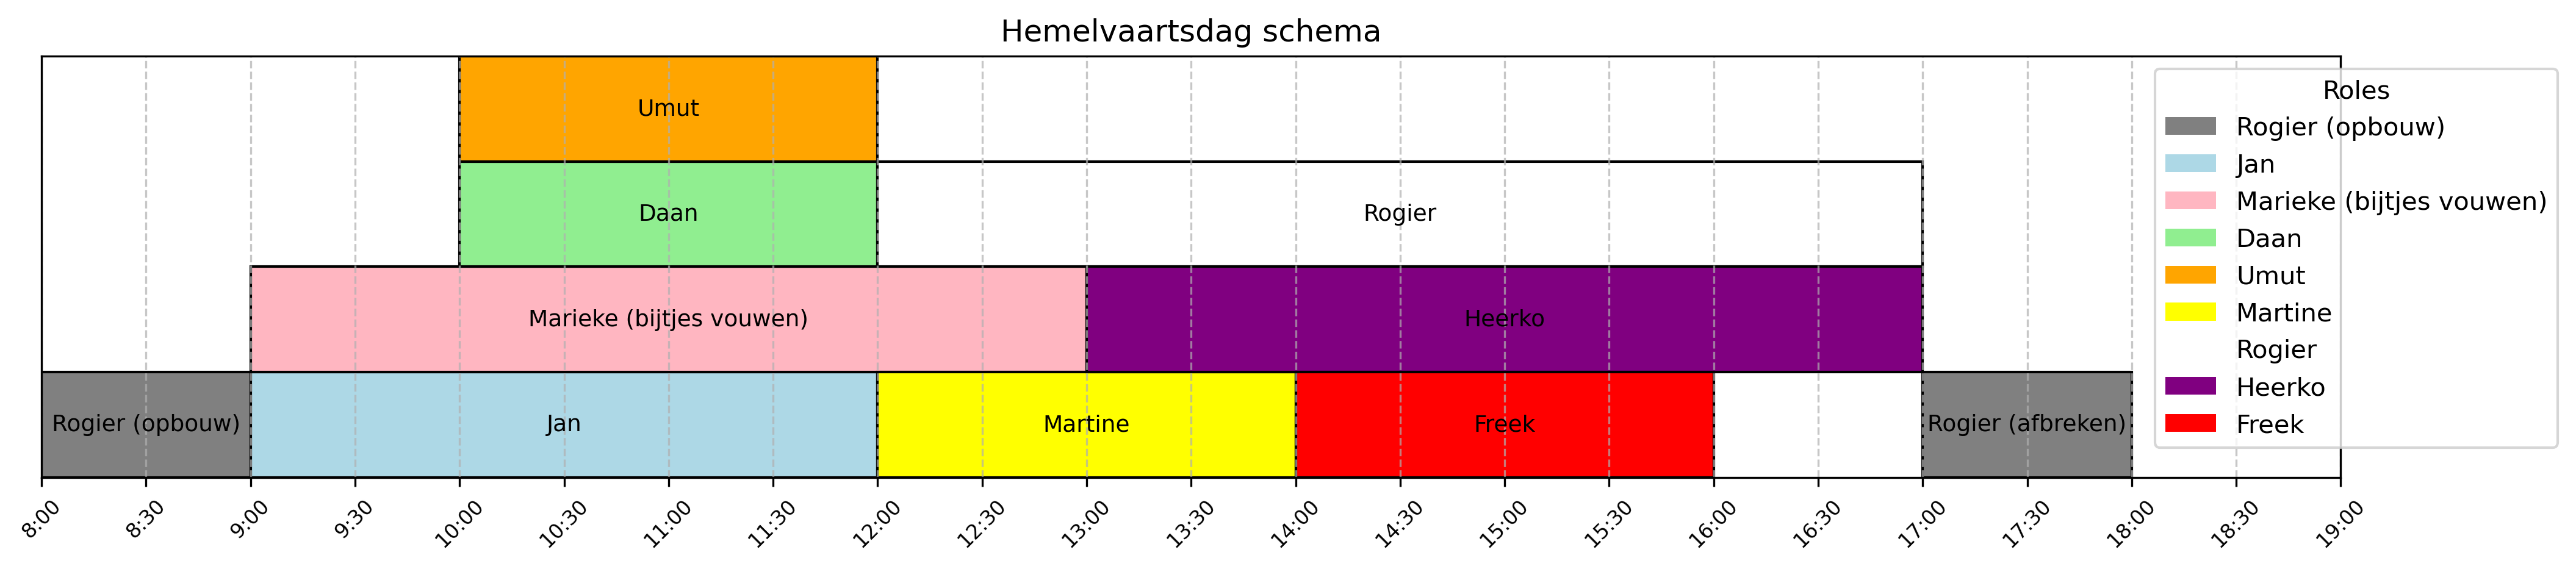 Hemelvaartsdag schema
Umut
Daan
Rogier
Marieke (bijtjes vouwen)
Heerko
Rogier (opbouw)
Jan
Martine
Freek
Rogier (afbreken)
8:00
8:30
9:00
9:30
10:00
10:30
11:00
11:30
12:00
12:30
13:00
13:30
14:00
14:30
15:00
15:30
16:00
16:30
17:00
17:30
18:00
18:30
19:00
Roles
Rogier (opbouw)
Jan
Marieke (bijtjes vouwen)
Daan
Umut
Martine
Rogier
Heerko
Freek